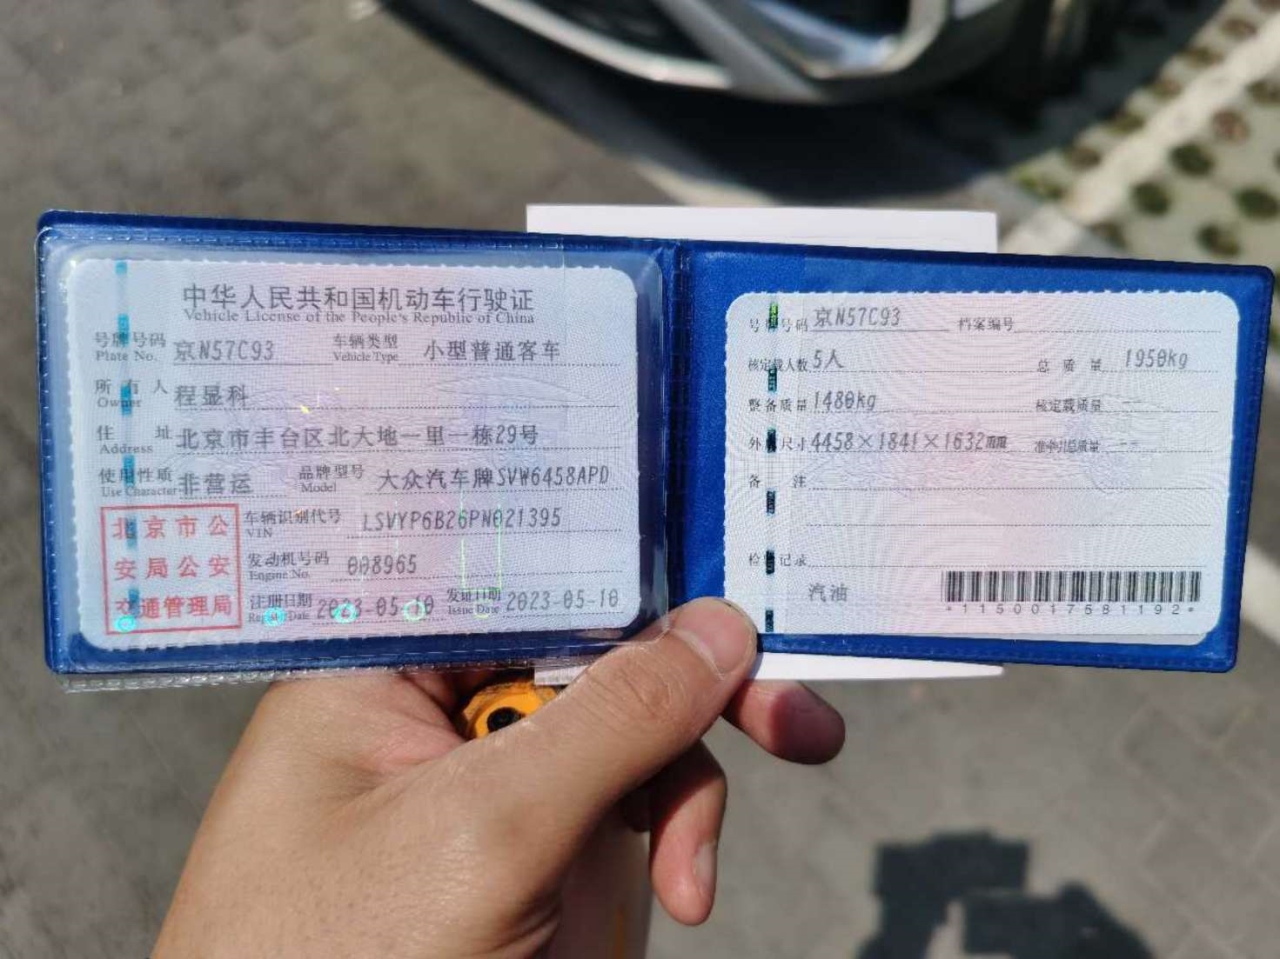 中华人民共和国机动车行驶证
Vehicle License of the People's Republic of China
号牌号码 京N57C93 车辆类型 小型普通客车
Plate No. Vehicle Type
所有人 程显科
Owner
住址 北京市丰台区北大地一里一栋29号
Address
使用性质 非营运 品牌型号 大众汽车牌SVW6458APD
Use Character Model
北京市公安局公安交通管理局
车辆识别代号 LSVYP6B26PN021395
VIN
发动机号码 008965
Engine No.
注册日期 2023-05-10 发证日期 2023-05-10
Register Date Issue Date
号牌号码 京N57C93 档案编号
核定载人数 5人 总质量 1950kg
整备质量 1480kg 核定载质量 --
外廓尺寸 4458×1841×1632mm 准牵引总质量 --
备注
检验记录
汽油
*1150017581192*